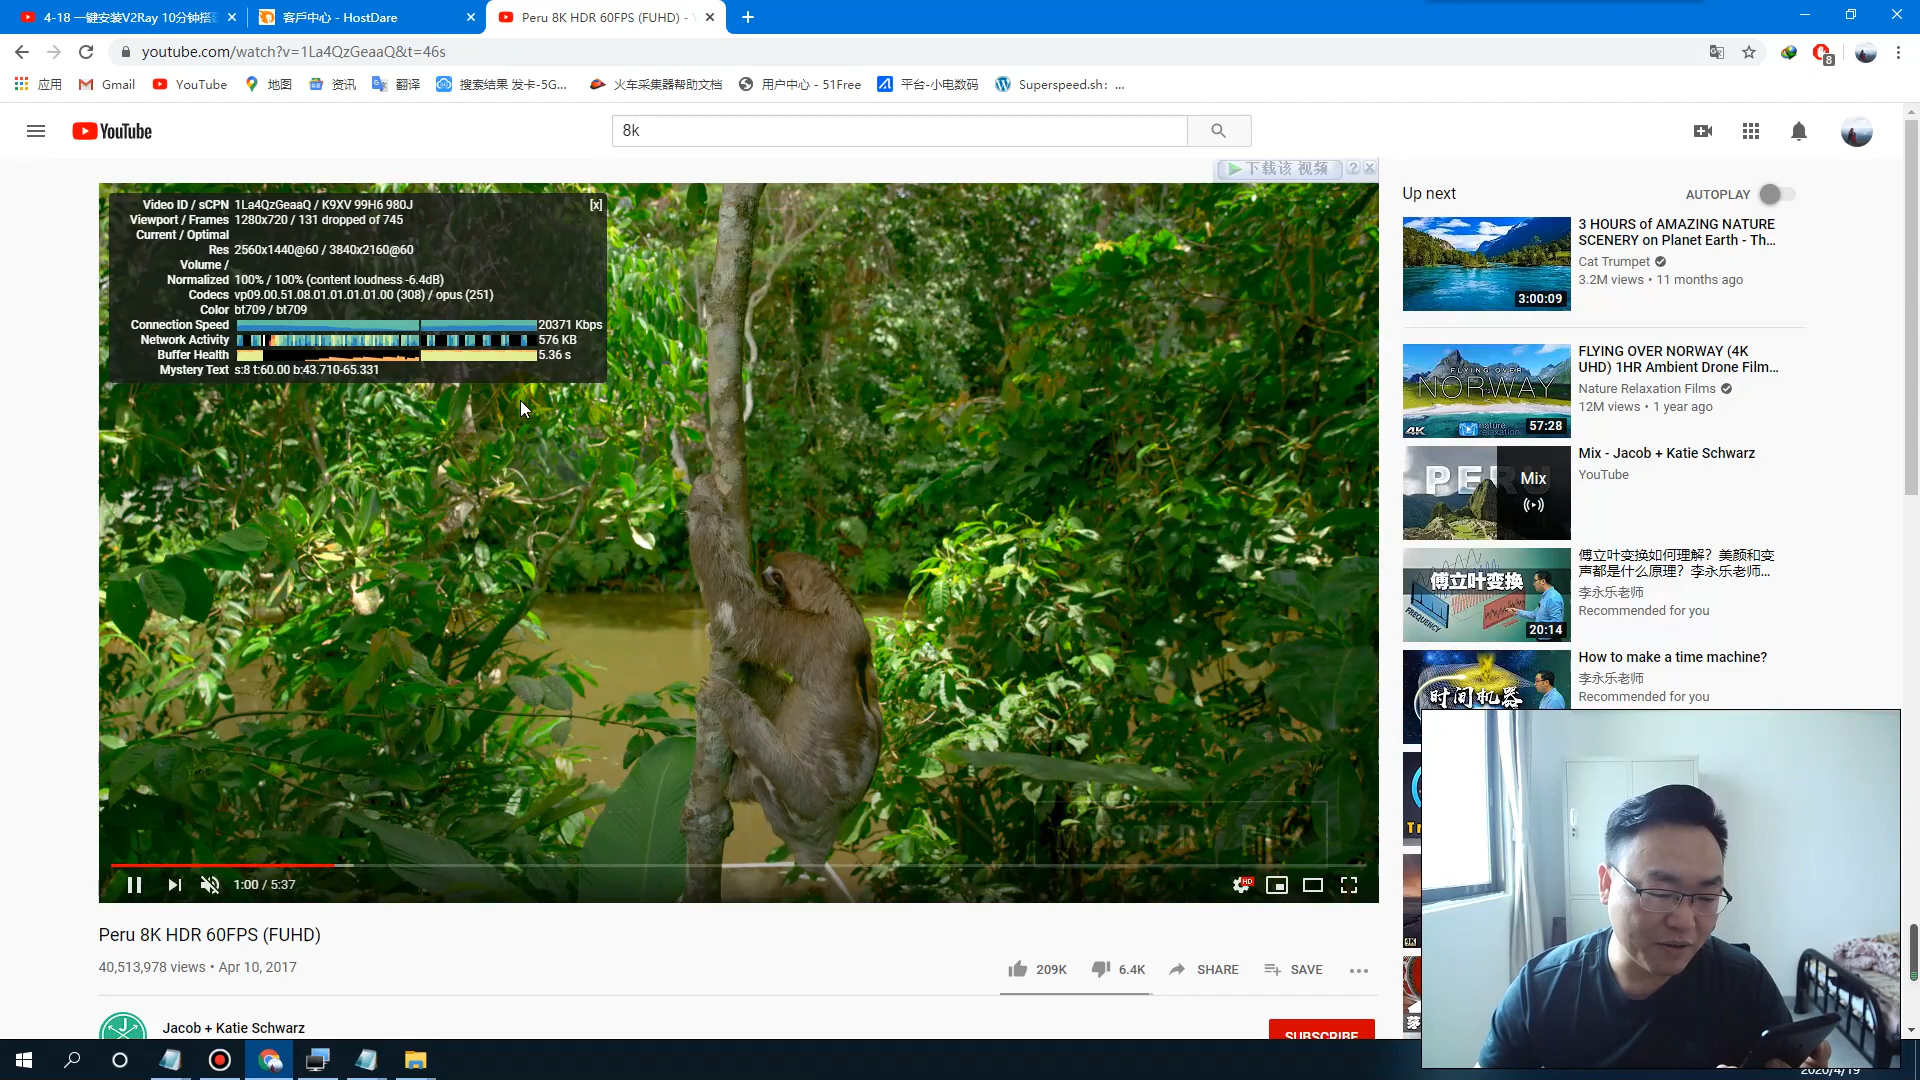 4-18 一键安装V2Ray 10分钟搭
客戶中心 - HostDare
Peru 8K HDR 60FPS (FUHD) -
youtube.com/watch?v=1La4QzGeaaQ&t=46s
8
应用
Gmail
YouTube
地图
资讯
翻译
搜索结果 发卡-5G...
火车采集器帮助文档
用户中心 - 51Free
平台-小电数码
Superspeed.sh: ...
YouTube
8k
下载该 视频
Video ID / sCPN 1La4QzGeaaQ / K9XV 99H6 980J
[x]
Viewport / Frames 1280x720 / 131 dropped of 745
Current / Optimal
Res 2560x1440@60 / 3840x2160@60
Volume /
Normalized 100% / 100% (content loudness -6.4dB)
Codecs vp09.00.51.08.01.01.01.01.00 (308) / opus (251)
Color bt709 / bt709
Connection Speed 20371 Kbps
Network Activity 576 KB
Buffer Health 5.36 s
Mystery Text s:8 t:60.00 b:43.710-65.331
1:00 / 5:37
HD
Peru 8K HDR 60FPS (FUHD)
40,513,978 views • Apr 10, 2017
209K
6.4K
SHARE
SAVE
Jacob + Katie Schwarz
SUBSCRIBE
Up next
AUTOPLAY
3:00:09
3 HOURS of AMAZING NATURE
SCENERY on Planet Earth - Th...
Cat Trumpet
3.2M views • 11 months ago
FLYING OVER
NORWAY
4K
nature relaxation
57:28
FLYING OVER NORWAY (4K
UHD) 1HR Ambient Drone Film...
Nature Relaxation Films
12M views • 1 year ago
PERU
Mix
Mix - Jacob + Katie Schwarz
YouTube
傅立叶变换
FREQUENCY
20:14
傅立叶变换如何理解？美颜和变
声都是什么原理？李永乐老师...
李永乐老师
Recommended for you
时间机器
How to make a time machine?
李永乐老师
Recommended for you
4K
2020/4/19